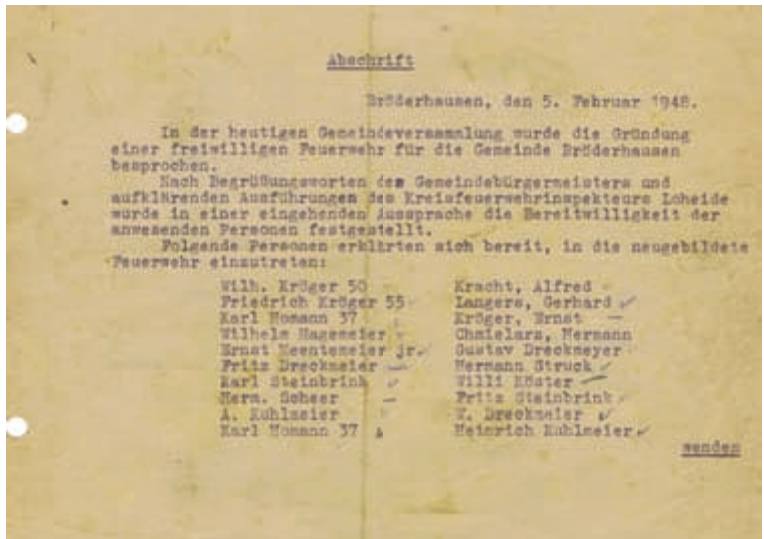 Abschrift
Bröderhausen, den 5. Februar 1948.
In der heutigen Gemeindeversammlung wurde die Gründung
einer freiwilligen Feuerwehr für die Gemeinde Bröderhausen
besprochen.
Nach Begrüßungsworten des Gemeindebürgermeisters und
aufklärenden Ausführungen des Kreisfeuerwehrinspekteurs Loheide
wurde in einer eingehenden Aussprache die Bereitwilligkeit der
anwesenden Personen festgestellt.
Folgende Personen erklärten sich bereit, in die neugebildete
Feuerwehr einzutreten:
Wilh. Kröger 50 Kracht, Alfred
Friedrich Kröger 55 Langers, Gerhard
Karl Homann 37 Kröger, Ernst
Wilhelm Hagemeier Chmielarz, Hermann
Ernst Meentemeier jr. Gustav Dreckmeyer
Fritz Dreckmeier Hermann Struck
Karl Steinbrink Willi Köster
Herm. Scheer Fritz Steinbrink
A. Kuhlmeier W. Dreckmeier
Karl Homann 37 Heinrich Kuhlmeier
wenden